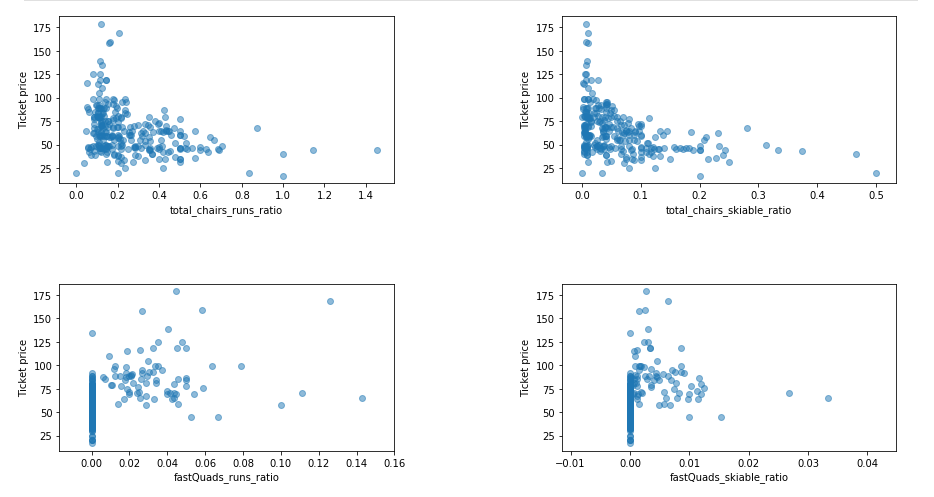 175
150
125
100
75
50
25
Ticket price
0.0 0.2 0.4 0.6 0.8 1.0 1.2 1.4
total_chairs_runs_ratio
175
150
125
100
75
50
25
Ticket price
0.0 0.1 0.2 0.3 0.4 0.5
total_chairs_skiable_ratio
175
150
125
100
75
50
25
Ticket price
0.00 0.02 0.04 0.06 0.08 0.10 0.12 0.14 0.16
fastQuads_runs_ratio
175
150
125
100
75
50
25
Ticket price
−0.01 0.00 0.01 0.02 0.03 0.04
fastQuads_skiable_ratio